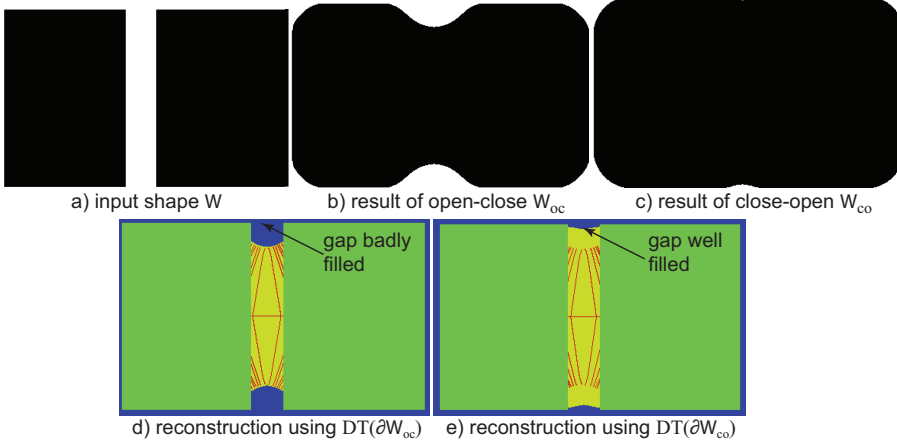 a) input shape W
b) result of open-close W_oc
c) result of close-open W_co
gap badly
filled
gap well
filled
d) reconstruction using DT(∂W_oc)
e) reconstruction using DT(∂W_co)